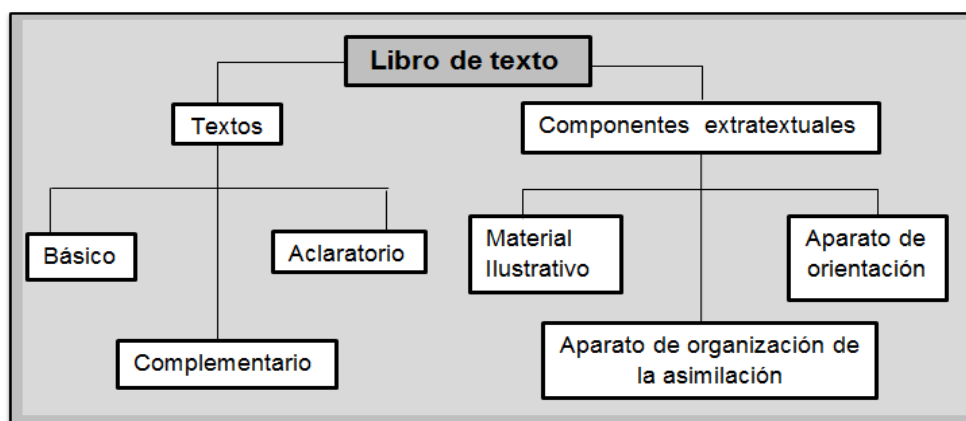 Libro de texto
Textos
Componentes extratextuales
Básico
Aclaratorio
Material
Ilustrativo
Aparato de
orientación
Complementario
Aparato de organización de
la asimilación